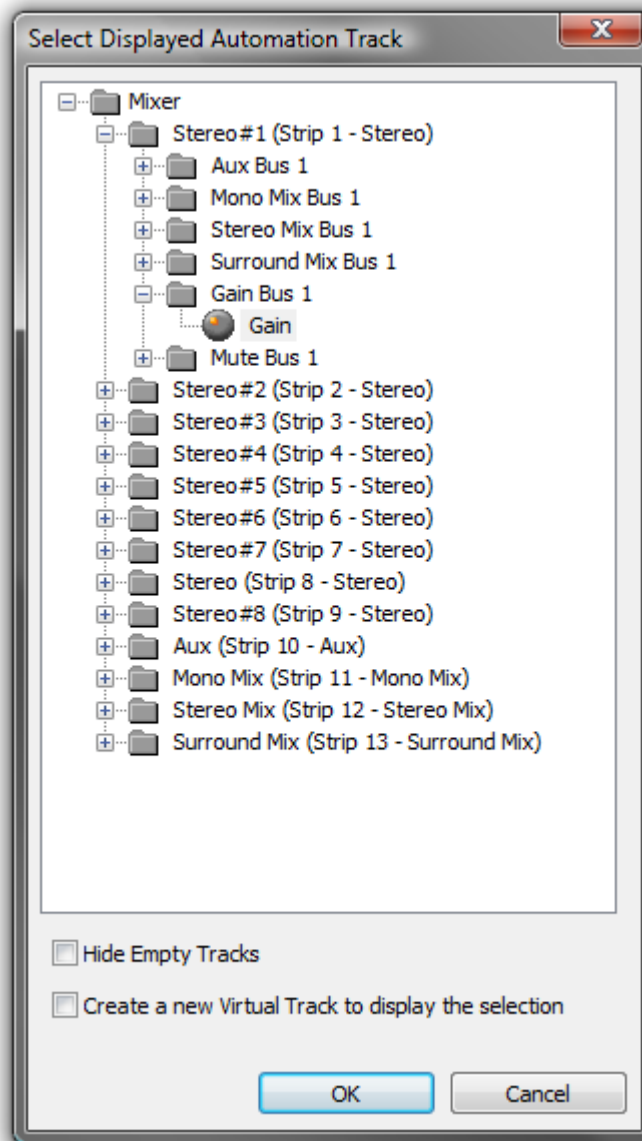 Select Displayed Automation Track
Mixer
Stereo#1 (Strip 1 - Stereo)
Aux Bus 1
Mono Mix Bus 1
Stereo Mix Bus 1
Surround Mix Bus 1
Gain Bus 1
Gain
Mute Bus 1
Stereo#2 (Strip 2 - Stereo)
Stereo#3 (Strip 3 - Stereo)
Stereo#4 (Strip 4 - Stereo)
Stereo#5 (Strip 5 - Stereo)
Stereo#6 (Strip 6 - Stereo)
Stereo#7 (Strip 7 - Stereo)
Stereo (Strip 8 - Stereo)
Stereo#8 (Strip 9 - Stereo)
Aux (Strip 10 - Aux)
Mono Mix (Strip 11 - Mono Mix)
Stereo Mix (Strip 12 - Stereo Mix)
Surround Mix (Strip 13 - Surround Mix)
Hide Empty Tracks
Create a new Virtual Track to display the selection
OK Cancel